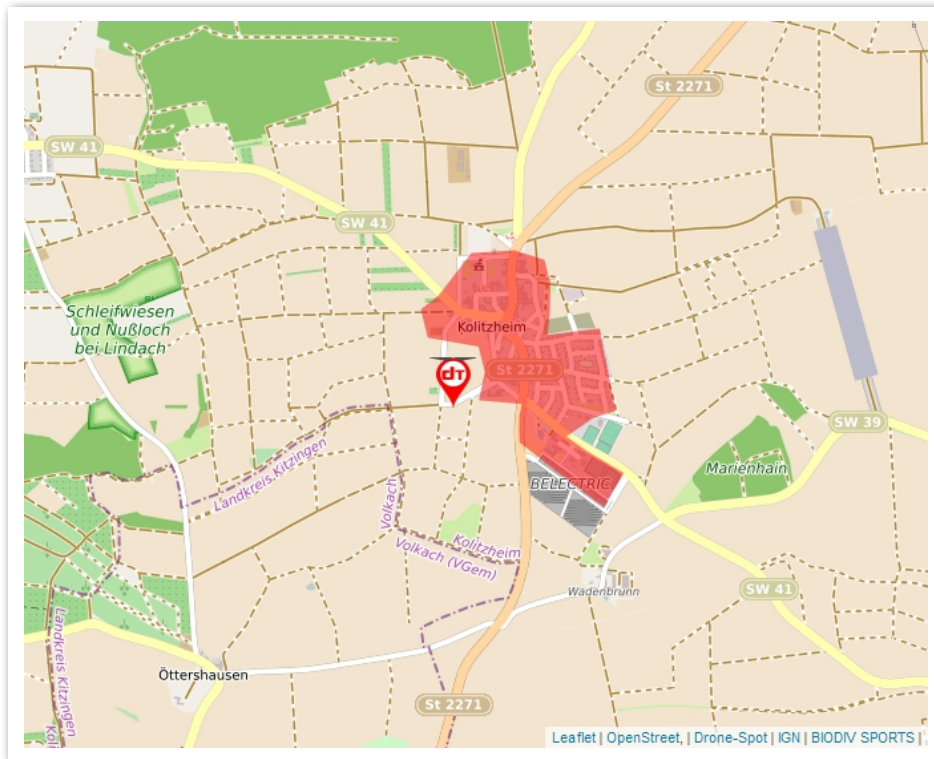 St 2271
SW 41
SW 41
Schleifwiesen
und Nußloch
bei Lindach
Kolitzheim
dT
St 2271
SW 39
Landkreis Kitzingen
Volkach
Marienhain
BELECTRIC
Kolitzheim
Volkach (VGem)
Wadenbrunn
SW 41
Landkreis Kitzingen
Öttershausen
St 2271
Leaflet | OpenStreet, | Drone-Spot | IGN | BIODIV SPORTS |